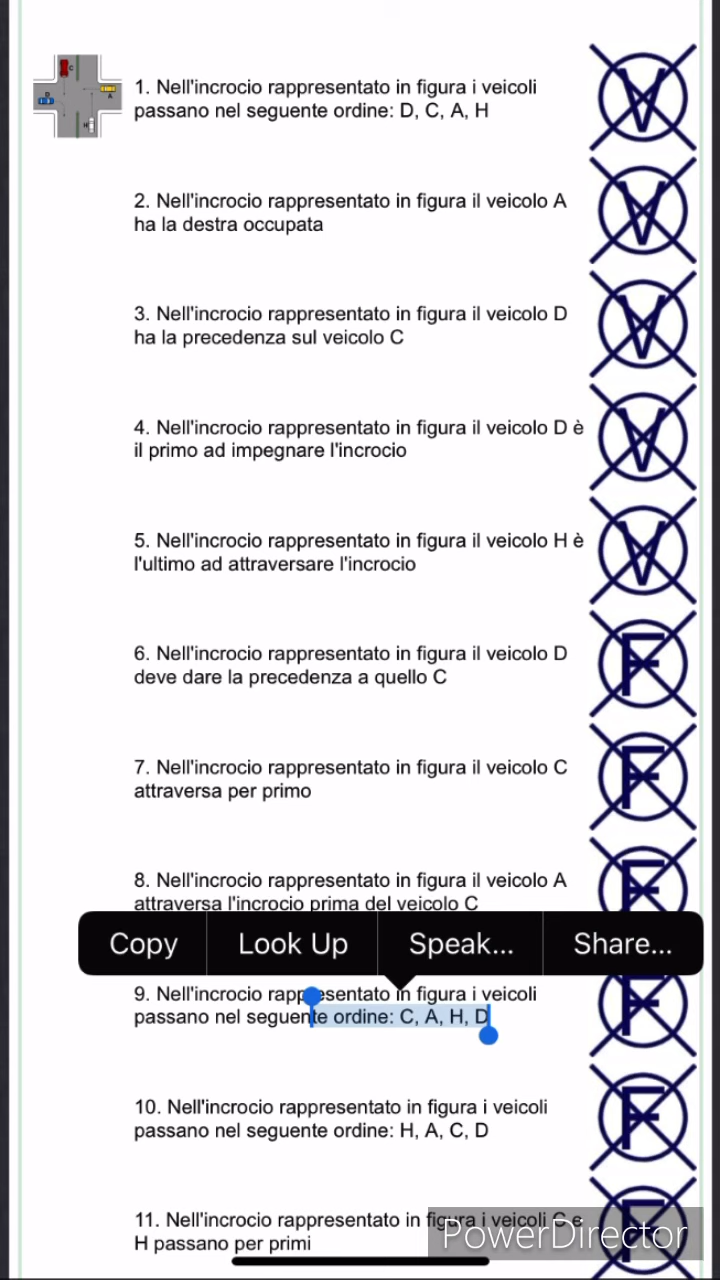 1. Nell'incrocio rappresentato in figura i veicoli
passano nel seguente ordine: D, C, A, H
V
2. Nell'incrocio rappresentato in figura il veicolo A
ha la destra occupata
V
3. Nell'incrocio rappresentato in figura il veicolo D
ha la precedenza sul veicolo C
V
4. Nell'incrocio rappresentato in figura il veicolo D è
il primo ad impegnare l'incrocio
V
5. Nell'incrocio rappresentato in figura il veicolo H è
l'ultimo ad attraversare l'incrocio
V
6. Nell'incrocio rappresentato in figura il veicolo D
deve dare la precedenza a quello C
F
7. Nell'incrocio rappresentato in figura il veicolo C
attraversa per primo
F
8. Nell'incrocio rappresentato in figura il veicolo A
attraversa l'incrocio prima del veicolo C
F
Copy Look Up Speak... Share...
9. Nell'incrocio rappresentato in figura i veicoli
passano nel seguente ordine: C, A, H, D
F
10. Nell'incrocio rappresentato in figura i veicoli
passano nel seguente ordine: H, A, C, D
F
11. Nell'incrocio rappresentato in figura i veicoli C e
H passano per primi
F
PowerDirector
C
D
A
H